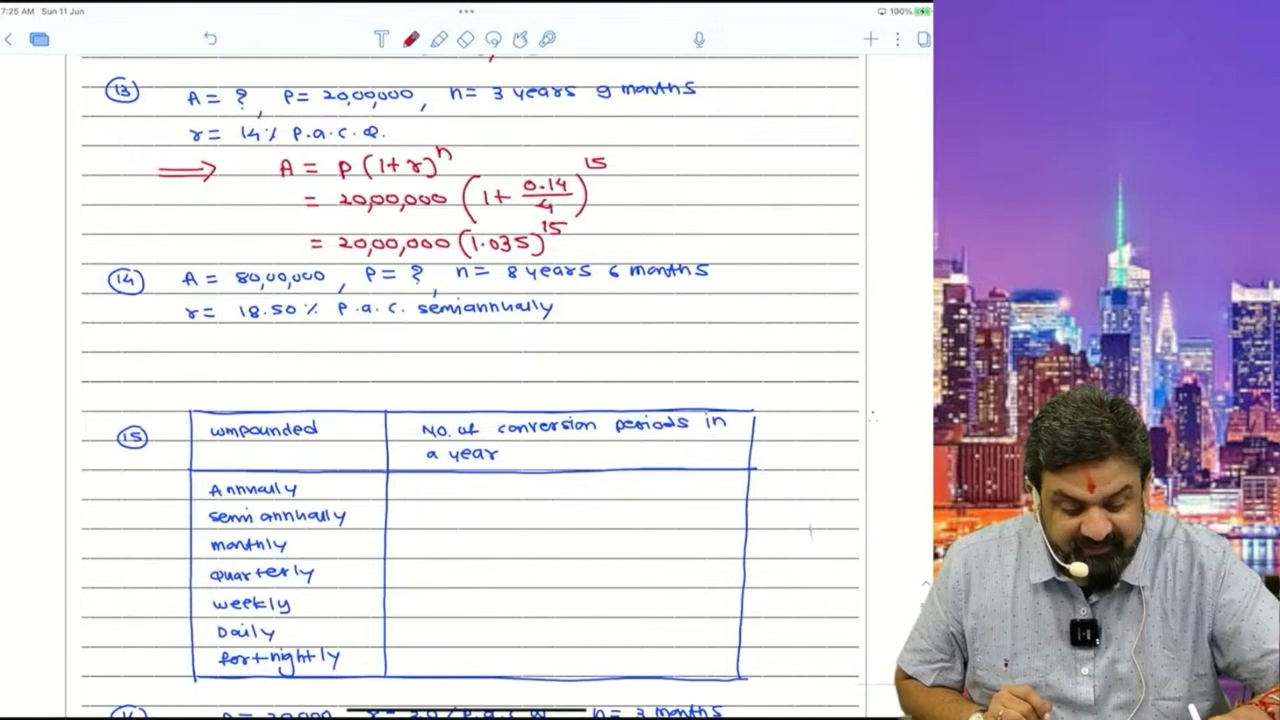 7:25 AM Sun 11 Jun
100%
(13) A = ?, P = 20,00,000, n = 3 years 9 months
r = 14% P.a.c.Q.
⟹ A = P (1+r)^n
= 20,00,000 (1 + 0.14/4)^15
= 20,00,000 (1.035)^15
(14) A = 80,00,000, P = ?, n = 8 years 6 months
r = 18.50% P.a.c. semiannually
(15) compounded | No. of conversion periods in
a year
Annually
semi annually
monthly
quarterly
weekly
Daily
fortnightly
n = 3 months